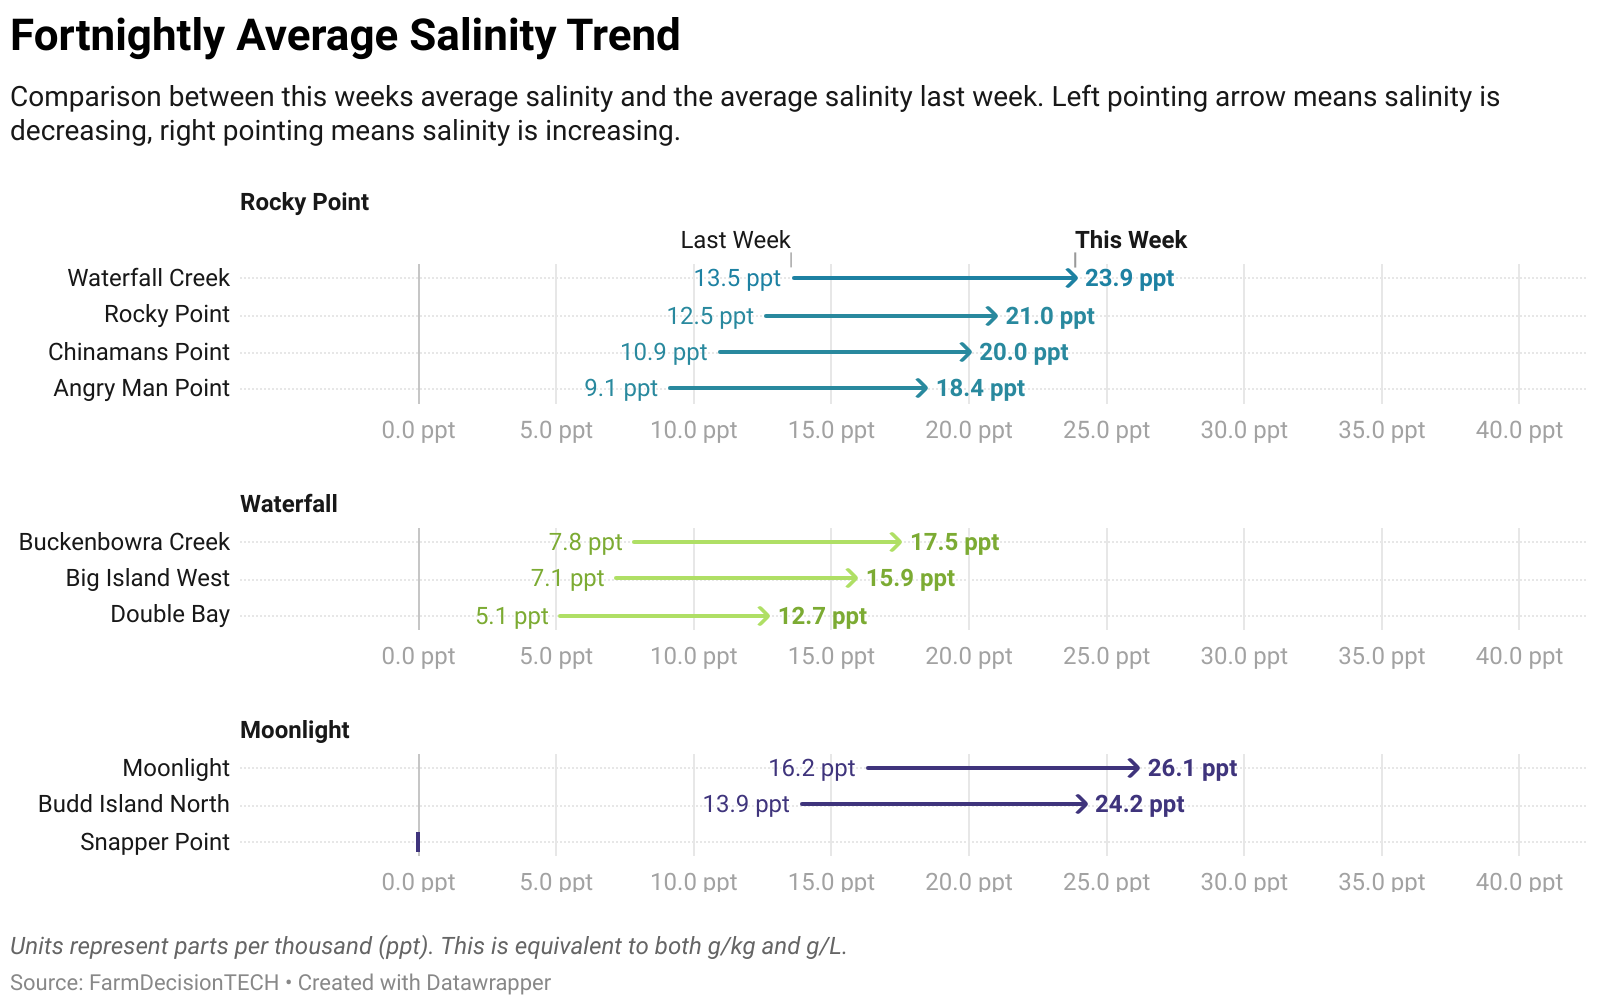 Fortnightly Average Salinity Trend
Comparison between this weeks average salinity and the average salinity last week. Left pointing arrow means salinity is
decreasing, right pointing means salinity is increasing.
Rocky Point
Last Week This Week
Waterfall Creek 13.5 ppt 23.9 ppt
Rocky Point 12.5 ppt 21.0 ppt
Chinamans Point 10.9 ppt 20.0 ppt
Angry Man Point 9.1 ppt 18.4 ppt
0.0 ppt 5.0 ppt 10.0 ppt 15.0 ppt 20.0 ppt 25.0 ppt 30.0 ppt 35.0 ppt 40.0 ppt
Waterfall
Buckenbowra Creek 7.8 ppt 17.5 ppt
Big Island West 7.1 ppt 15.9 ppt
Double Bay 5.1 ppt 12.7 ppt
0.0 ppt 5.0 ppt 10.0 ppt 15.0 ppt 20.0 ppt 25.0 ppt 30.0 ppt 35.0 ppt 40.0 ppt
Moonlight
Moonlight 16.2 ppt 26.1 ppt
Budd Island North 13.9 ppt 24.2 ppt
Snapper Point
0.0 ppt 5.0 ppt 10.0 ppt 15.0 ppt 20.0 ppt 25.0 ppt 30.0 ppt 35.0 ppt 40.0 ppt
Units represent parts per thousand (ppt). This is equivalent to both g/kg and g/L.
Source: FarmDecisionTECH • Created with Datawrapper